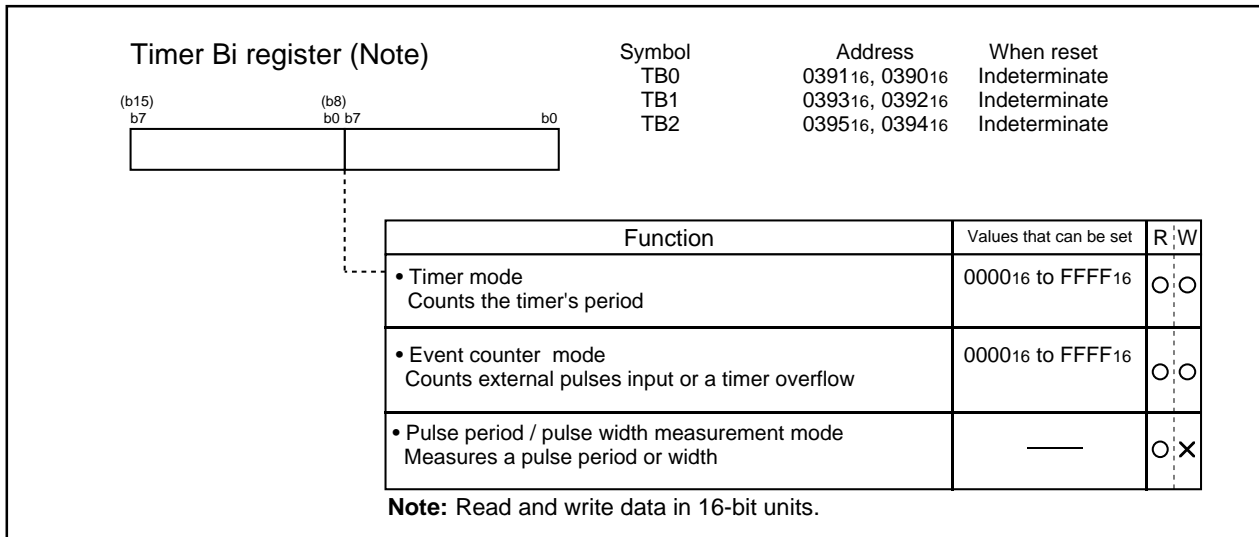 Timer Bi register (Note)
Symbol Address When reset
TB0 039116, 039016 Indeterminate
TB1 039316, 039216 Indeterminate
TB2 039516, 039416 Indeterminate
(b15) (b8)
b7 b0 b7 b0
Function Values that can be set R W
• Timer mode 000016 to FFFF16
Counts the timer's period
• Event counter mode 000016 to FFFF16
Counts external pulses input or a timer overflow
• Pulse period / pulse width measurement mode
Measures a pulse period or width
Note: Read and write data in 16-bit units.